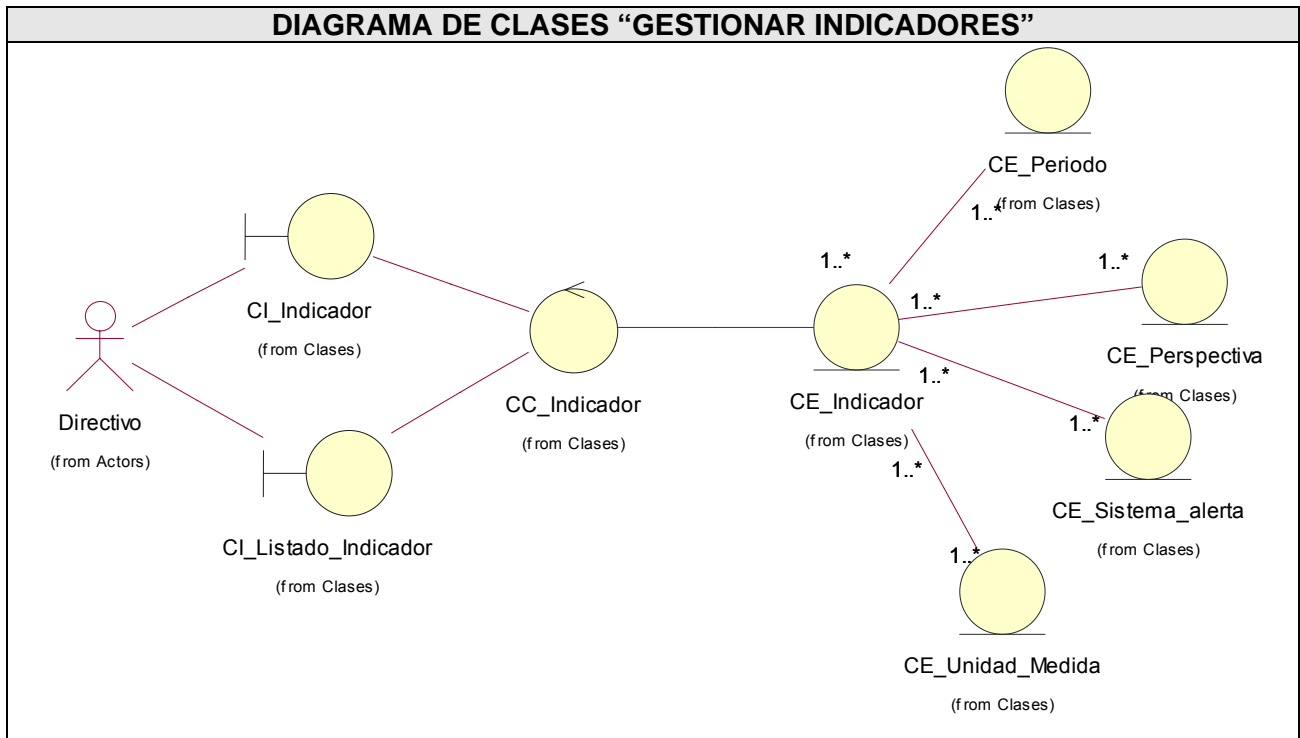 DIAGRAMA DE CLASES “GESTIONAR INDICADORES”
CE_Periodo
(from Clases)
1..*
CI_Indicador
(from Clases)
1..*
1..*
1..*
CE_Perspectiva
(from Clases)
Directivo
(from Actors)
CC_Indicador
(from Clases)
CE_Indicador
(from Clases)
1..*
1..*
CE_Sistema_alerta
(from Clases)
1..*
CI_Listado_Indicador
(from Clases)
1..*
CE_Unidad_Medida
(from Clases)